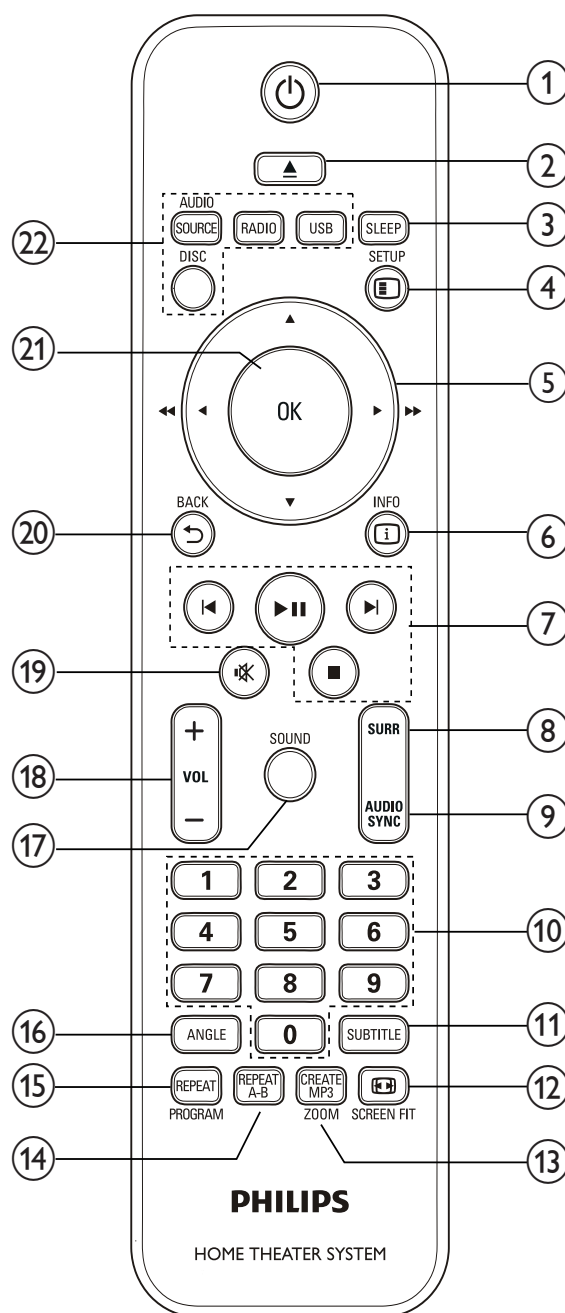 1
2
AUDIO
SOURCE RADIO USB SLEEP 3
22
DISC SETUP
4
21
5
OK
BACK INFO
20 6
7
19
SURR 8
+
SOUND
18 VOL
AUDIO
SYNC 9
–
17
1 2 3
4 5 6 10
7 8 9
16 ANGLE 0 SUBTITLE 11
15 REPEAT REPEAT A-B CREATE MP3 12
PROGRAM ZOOM SCREEN FIT
14 13
PHILIPS
HOME THEATER SYSTEM